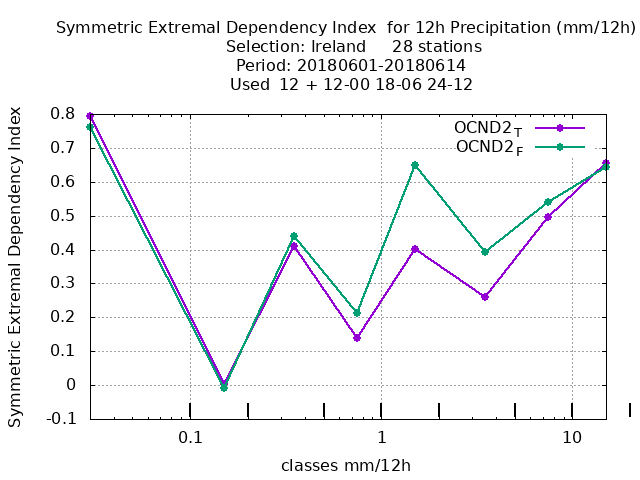 Symmetric Extremal Dependency Index  for 12h Precipitation (mm/12h)
Selection: Ireland     28 stations
Period: 20180601-20180614
Used  12 + 12-00 18-06 24-12
OCND2T
OCND2F
Symmetric Extremal Dependency Index
0.8
0.7
0.6
0.5
0.4
0.3
0.2
0.1
0
-0.1
0.1 1 10
classes mm/12h